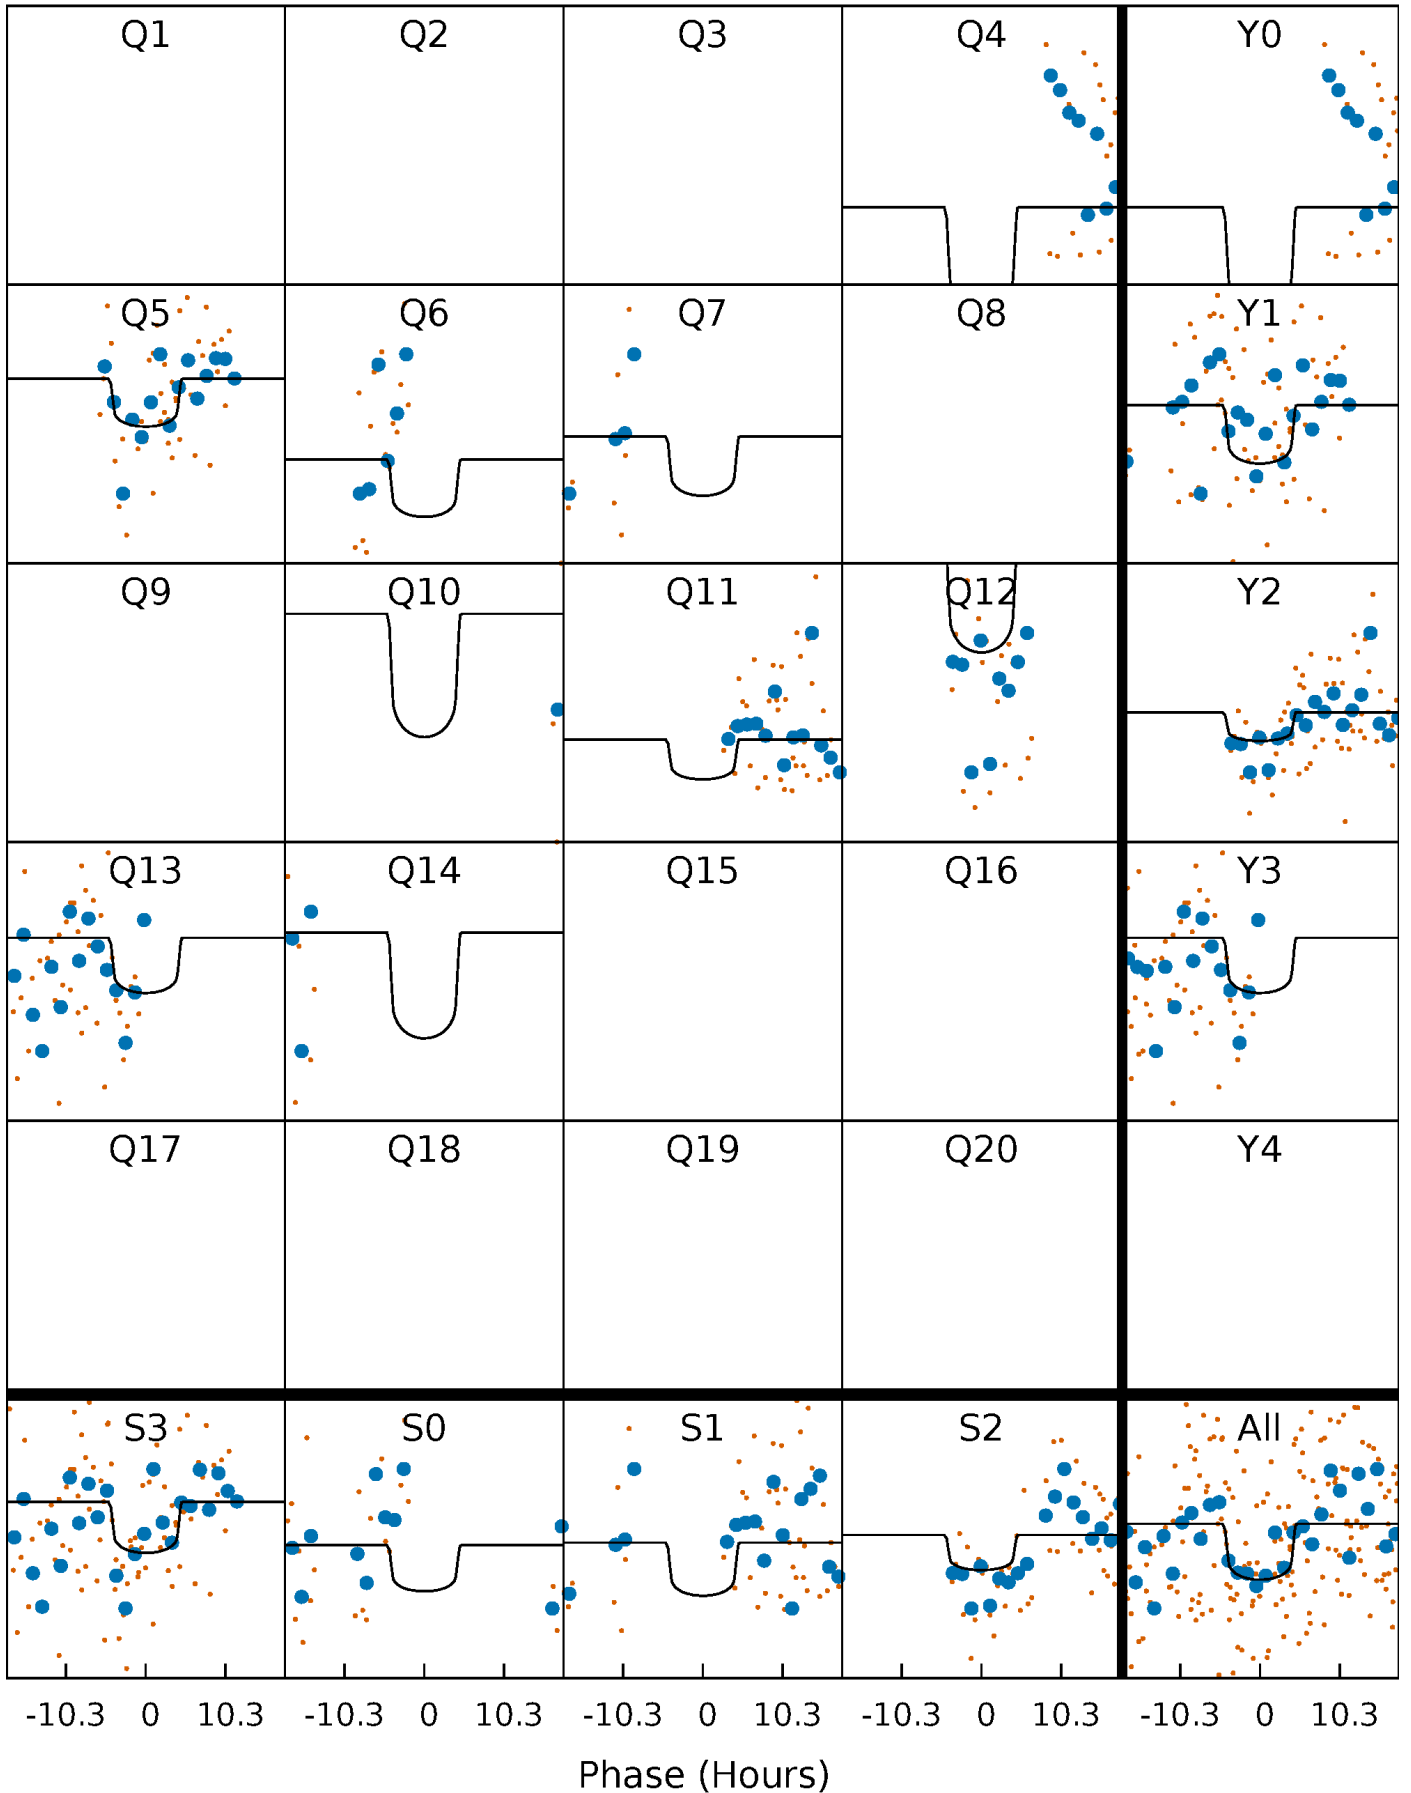 Q1 Q2 Q3 Q4 Y0
Q5 Q6 Q7 Q8 Y1
Q9 Q10 Q11 Q12 Y2
Q13 Q14 Q15 Q16 Y3
Q17 Q18 Q19 Q20 Y4
S3 S0 S1 S2 All
-10.3 0 10.3 -10.3 0 10.3 -10.3 0 10.3 -10.3 0 10.3 -10.3 0 10.3
Phase (Hours)